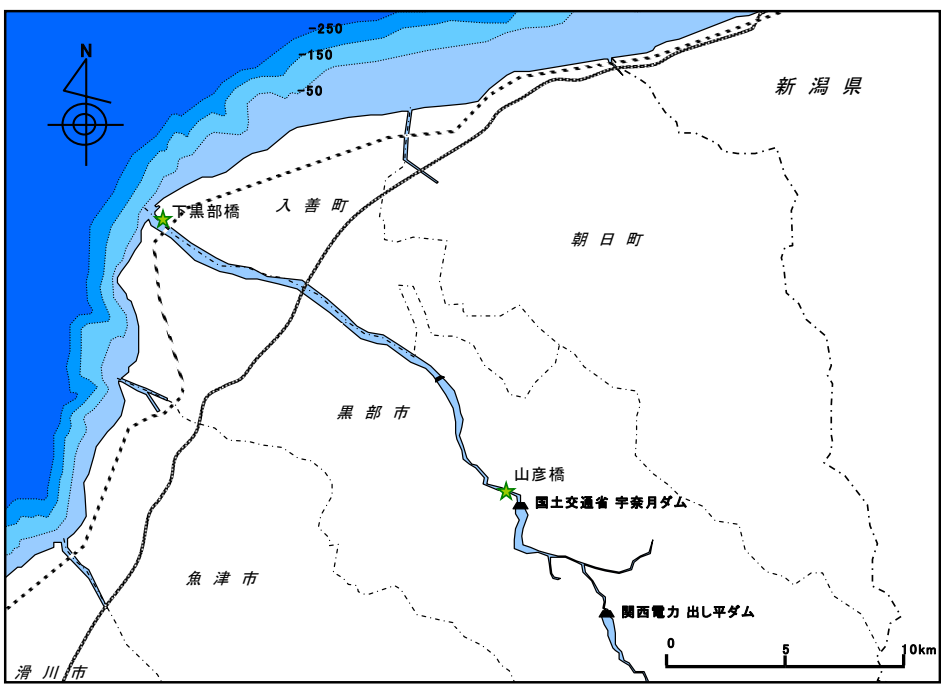 -250
-150
-50
N
新潟県
入善町
下黒部橋
朝日町
黒部市
山彦橋
国土交通省 宇奈月ダム
魚津市
関西電力 出し平ダム
0 5 10km
滑川市